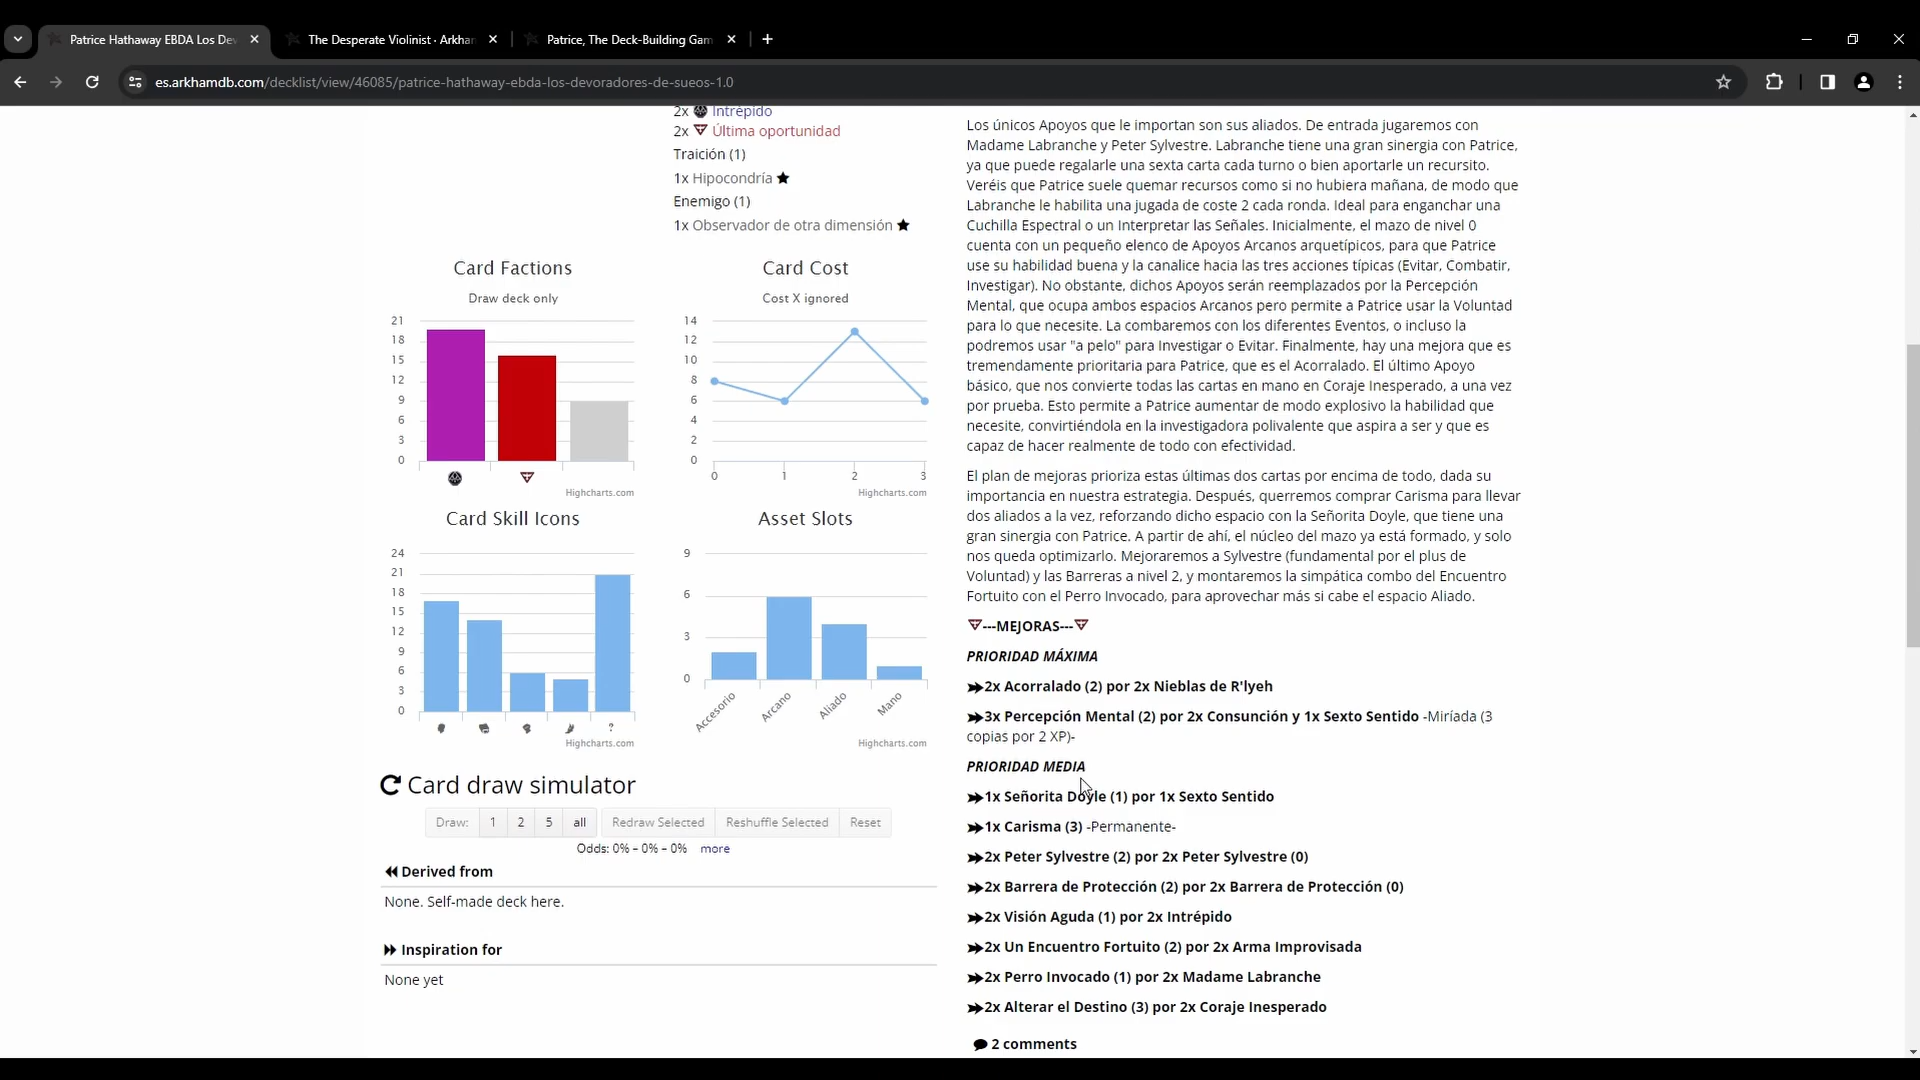 Patrice Hathaway EBDA Los De
The Desperate Violinist · Arkha
Patrice, The Deck-Building Gam
es.arkhamdb.com/decklist/view/46085/patrice-hathaway-ebda-los-devoradores-de-sueos-1.0
2x Intrépido
2x Última oportunidad
Traición (1)
1x Hipocondría ★
Enemigo (1)
1x Observador de otra dimensión ★
Card Factions
Draw deck only
21
18
15
12
9
6
3
0
Highcharts.com
Card Cost
Cost X ignored
14
12
10
8
6
4
2
0
0 1 2 3
Highcharts.com
Card Skill Icons
24
21
18
15
12
9
6
3
0
?
Highcharts.com
Asset Slots
9
6
3
0
Accesorio Arcano Aliado Mano
Highcharts.com
Card draw simulator
Draw: 1 2 5 all Redraw Selected Reshuffle Selected Reset
Odds: 0% – 0% – 0% more
Derived from
None. Self-made deck here.
Inspiration for
None yet
Los únicos Apoyos que le importan son sus aliados. De entrada jugaremos con
Madame Labranche y Peter Sylvestre. Labranche tiene una gran sinergia con Patrice,
ya que puede regalarle una sexta carta cada turno o bien aportarle un recursito.
Veréis que Patrice suele quemar recursos como si no hubiera mañana, de modo que
Labranche le habilita una jugada de coste 2 cada ronda. Ideal para enganchar una
Cuchilla Espectral o un Interpretar las Señales. Inicialmente, el mazo de nivel 0
cuenta con un pequeño elenco de Apoyos Arcanos arquetípicos, para que Patrice
use su habilidad buena y la canalice hacia las tres acciones típicas (Evitar, Combatir,
Investigar). No obstante, dichos Apoyos serán reemplazados por la Percepción
Mental, que ocupa ambos espacios Arcanos pero permite a Patrice usar la Voluntad
para lo que necesite. La combaremos con los diferentes Eventos, o incluso la
podremos usar "a pelo" para Investigar o Evitar. Finalmente, hay una mejora que es
tremendamente prioritaria para Patrice, que es el Acorralado. El último Apoyo
básico, que nos convierte todas las cartas en mano en Coraje Inesperado, a una vez
por prueba. Esto permite a Patrice aumentar de modo explosivo la habilidad que
necesite, convirtiéndola en la investigadora polivalente que aspira a ser y que es
capaz de hacer realmente de todo con efectividad.
El plan de mejoras prioriza estas últimas dos cartas por encima de todo, dada su
importancia en nuestra estrategia. Después, querremos comprar Carisma para llevar
dos aliados a la vez, reforzando dicho espacio con la Señorita Doyle, que tiene una
gran sinergia con Patrice. A partir de ahí, el núcleo del mazo ya está formado, y solo
nos queda optimizarlo. Mejoraremos a Sylvestre (fundamental por el plus de
Voluntad) y las Barreras a nivel 2, y montaremos la simpática combo del Encuentro
Fortuito con el Perro Invocado, para aprovechar más si cabe el espacio Aliado.
---MEJORAS---
PRIORIDAD MÁXIMA
2x Acorralado (2) por 2x Nieblas de R'lyeh
3x Percepción Mental (2) por 2x Consunción y 1x Sexto Sentido -Miríada (3
copias por 2 XP)-
PRIORIDAD MEDIA
1x Señorita Doyle (1) por 1x Sexto Sentido
1x Carisma (3) -Permanente-
2x Peter Sylvestre (2) por 2x Peter Sylvestre (0)
2x Barrera de Protección (2) por 2x Barrera de Protección (0)
2x Visión Aguda (1) por 2x Intrépido
2x Un Encuentro Fortuito (2) por 2x Arma Improvisada
2x Perro Invocado (1) por 2x Madame Labranche
2x Alterar el Destino (3) por 2x Coraje Inesperado
2 comments